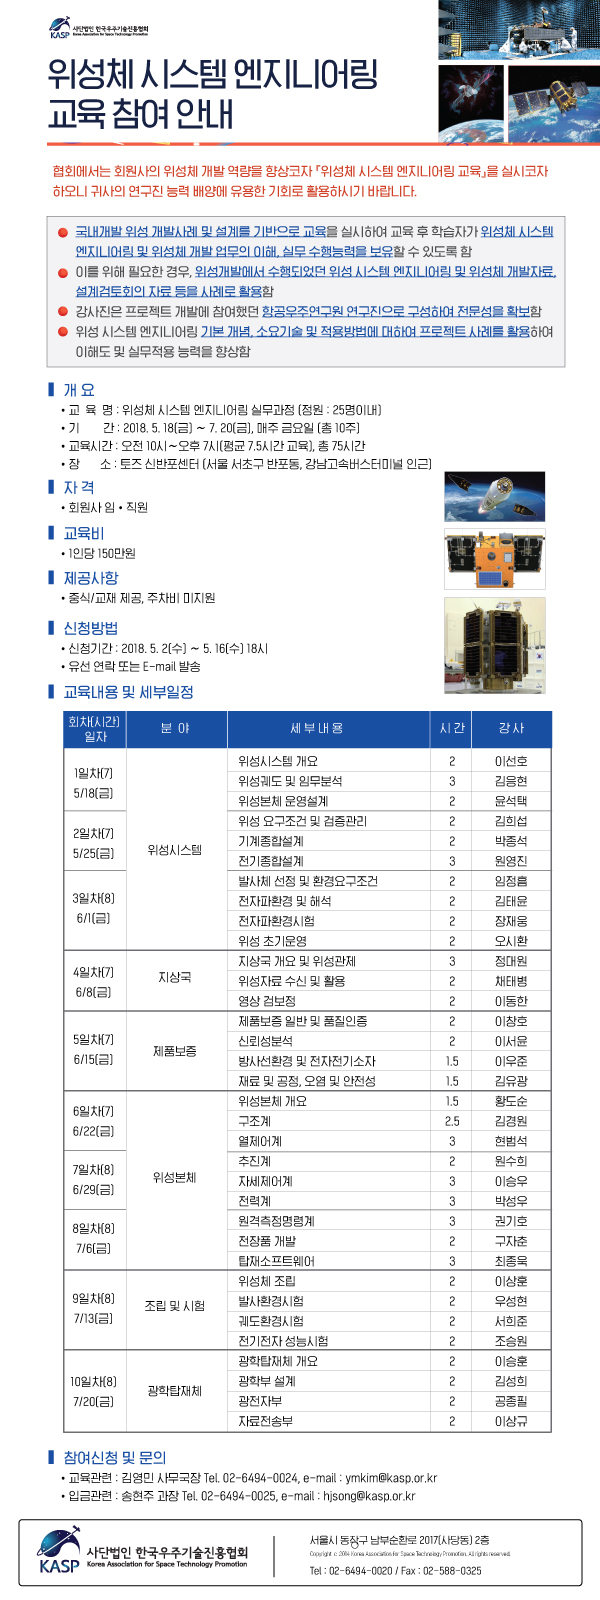 KASP 사단법인 한국우주기술진흥협회
Korea Association for Space Technology Promotion
위성체 시스템 엔지니어링
교육 참여 안내
협회에서는 회원사의 위성체 개발 역량을 향상코자 「위성체 시스템 엔지니어링 교육」을 실시코자
하오니 귀사의 연구진 능력 배양에 유용한 기회로 활용하시기 바랍니다.
● 국내개발 위성 개발사례 및 설계를 기반으로 교육을 실시하여 교육 후 학습자가 위성체 시스템
엔지니어링 및 위성체 개발 업무의 이해, 실무 수행능력을 보유할 수 있도록 함
● 이를 위해 필요한 경우, 위성개발에서 수행되었던 위성 시스템 엔지니어링 및 위성체 개발자료,
설계검토회의 자료 등을 사례로 활용함
● 강사진은 프로젝트 개발에 참여했던 항공우주연구원 연구진으로 구성하여 전문성을 확보함
● 위성 시스템 엔지니어링 기본 개념, 소요기술 및 적용방법에 대하여 프로젝트 사례를 활용하여
이해도 및 실무적용 능력을 향상함
개 요
• 교 육 명 : 위성체 시스템 엔지니어링 실무과정 (정원 : 25명이내)
• 기 간 : 2018. 5. 18(금) ~ 7. 20(금), 매주 금요일 (총 10주)
• 교육시간 : 오전 10시~오후 7시(평균 7.5시간 교육), 총 75시간
• 장 소 : 토즈 신반포센터 (서울 서초구 반포동, 강남고속버스터미널 인근)
자 격
• 회원사 임 • 직원
교육비
• 1인당 150만원
제공사항
• 중식/교재 제공, 주차비 미지원
신청방법
• 신청기간 : 2018. 5. 2(수) ~ 5. 16(수) 18시
• 유선 연락 또는 E-mail 발송
교육내용 및 세부일정
회차(시간) 일자 분 야 세 부 내 용 시 간 강 사
1일차(7) 5/18(금) 위성시스템 위성시스템 개요 2 이선호
위성궤도 및 임무분석 3 김응현
위성본체 운영설계 2 윤석택
2일차(7) 5/25(금) 위성 요구조건 및 검증관리 2 김희섭
기계종합설계 2 박종석
전기종합설계 3 원영진
3일차(8) 6/1(금) 발사체 선정 및 환경요구조건 2 임정흠
전자파환경 및 해석 2 김태윤
전자파환경시험 2 장재웅
위성 초기운영 2 오시환
4일차(7) 6/8(금) 지상국 지상국 개요 및 위성관제 3 정대원
위성자료 수신 및 활용 2 채태병
영상 검보정 2 이동한
5일차(7) 6/15(금) 제품보증 제품보증 일반 및 품질인증 2 이창호
신뢰성분석 2 이서윤
방사선환경 및 전자전기소자 1.5 이우준
재료 및 공정, 오염 및 안전성 1.5 김유광
6일차(7) 6/22(금) 위성본체 위성본체 개요 1.5 황도순
구조계 2.5 김경원
열제어계 3 현범석
7일차(8) 6/29(금) 추진계 2 원수희
자세제어계 3 이승우
전력계 3 박성우
8일차(8) 7/6(금) 원격측정명령계 3 권기호
전장품 개발 2 구자춘
탑재소프트웨어 3 최종욱
9일차(8) 7/13(금) 조립 및 시험 위성체 조립 2 이상훈
발사환경시험 2 우성현
궤도환경시험 2 서희준
전기전자 성능시험 2 조승원
10일차(8) 7/20(금) 광학탑재체 광학탑재체 개요 2 이승훈
광학부 설계 2 김성희
광전자부 2 공종필
자료전송부 2 이상규
참여신청 및 문의
• 교육관련 : 김영민 사무국장 Tel. 02-6494-0024, e-mail : ymkim@kasp.or.kr
• 입금관련 : 송현주 과장 Tel. 02-6494-0025, e-mail : hjsong@kasp.or.kr
KASP 사단법인 한국우주기술진흥협회
Korea Association for Space Technology Promotion
서울시 동작구 남부순환로 2017(사당동) 2층
Copyright c 2014 Korea Association for Space Technology Promotion. All rights reserved.
Tel : 02-6494-0020 / Fax : 02-588-0325